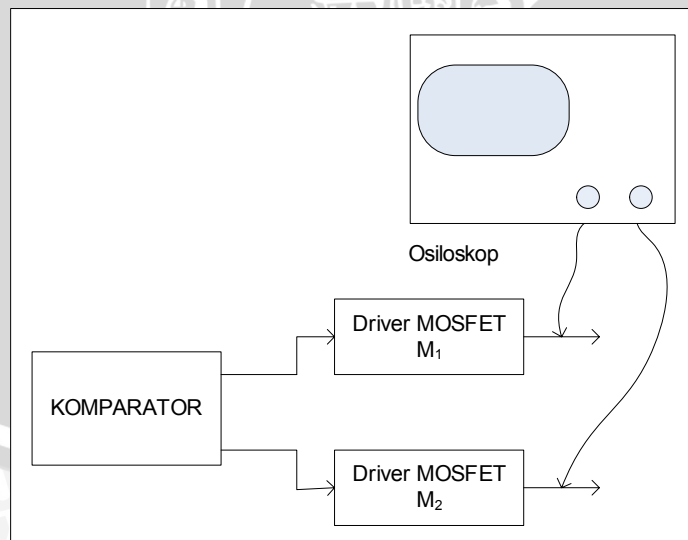 Osiloskop
Driver MOSFET
M₁
KOMPARATOR
Driver MOSFET
M₂